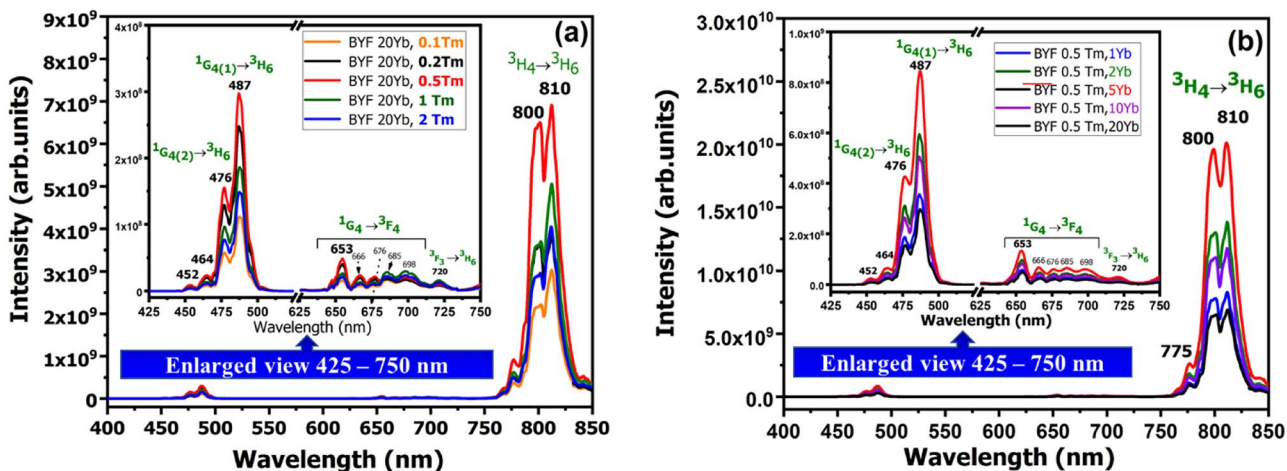 (a)
9x10⁹
8x10⁹
7x10⁹
6x10⁹
5x10⁹
4x10⁹
3x10⁹
2x10⁹
1x10⁹
0
Intensity (arb.units)
400 450 500 550 600 650 700 750 800 850
Wavelength (nm)
³H₄→³H₆
800 810
4x10⁸
3x10⁸
2x10⁸
1x10⁸
0
BYF 20Yb, 0.1Tm
BYF 20Yb, 0.2Tm
BYF 20Yb, 0.5Tm
BYF 20Yb, 1 Tm
BYF 20Yb, 2 Tm
¹G₄₍₁₎→³H₆
487
¹G₄₍₂₎→³H₆
476
464
452
¹G₄→³F₄
653 666 676 685 698
³F₃→³H₆
720
425 450 475 500 625 650 675 700 725 750
Wavelength (nm)
Enlarged view 425 – 750 nm
(b)
3.0x10¹⁰
2.5x10¹⁰
2.0x10¹⁰
1.5x10¹⁰
1.0x10¹⁰
5.0x10⁹
0.0
Intensity (arb.units)
400 450 500 550 600 650 700 750 800 850
Wavelength (nm)
³H₄→³H₆
810
800
775
1.0x10⁹
8.0x10⁸
6.0x10⁸
4.0x10⁸
2.0x10⁸
0.0
BYF 0.5 Tm,1Yb
BYF 0.5 Tm,2Yb
BYF 0.5 Tm,5Yb
BYF 0.5 Tm,10Yb
BYF 0.5 Tm,20Yb
¹G₄₍₁₎→³H₆
487
¹G₄₍₂₎→³H₆
476
464
452
¹G₄→³F₄
653 666 676 685 698
³F₃→³H₆
720
425 450 475 500 625 650 675 700 725 750
Wavelength (nm)
Enlarged view 425 – 750 nm